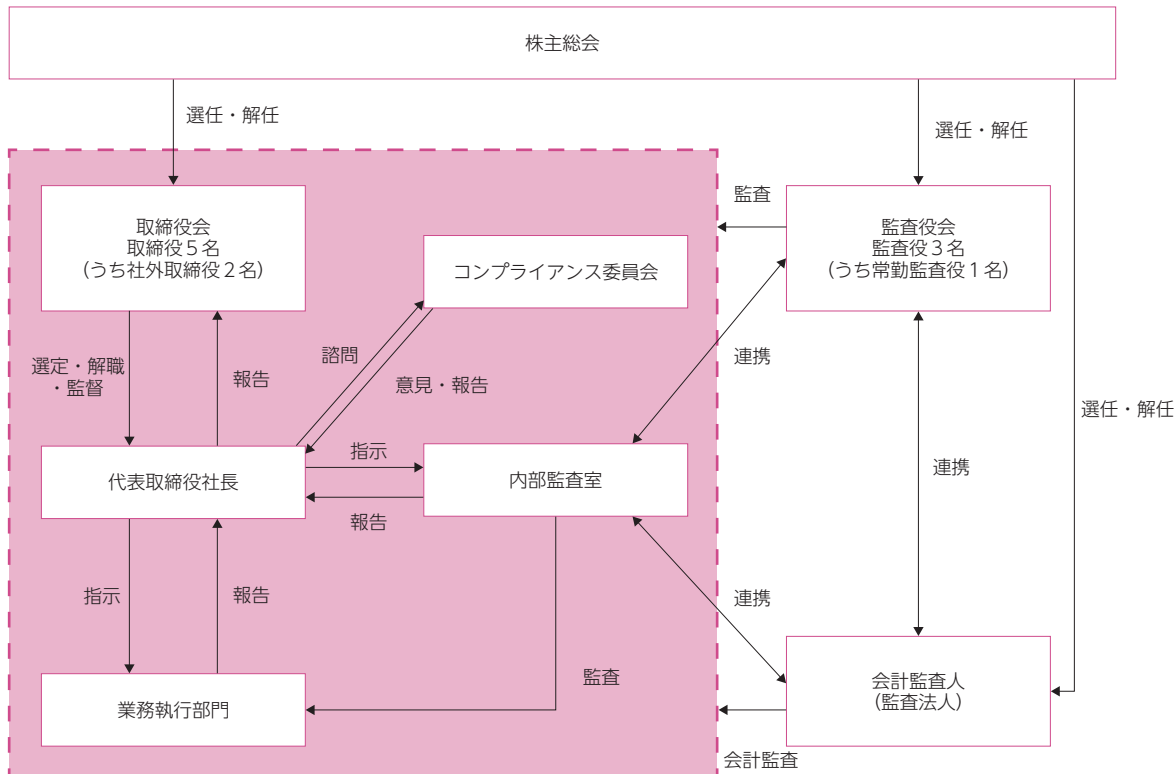 株主総会
選任・解任
選任・解任
取締役会
取締役５名
(うち社外取締役２名)
監査
監査役会
監査役３名
(うち常勤監査役１名)
コンプライアンス委員会
選定・解職
・監督
報告
諮問
意見・報告
連携
選任・解任
代表取締役社長
指示
報告
内部監査室
連携
指示
報告
連携
監査
業務執行部門
会計監査人
(監査法人)
会計監査